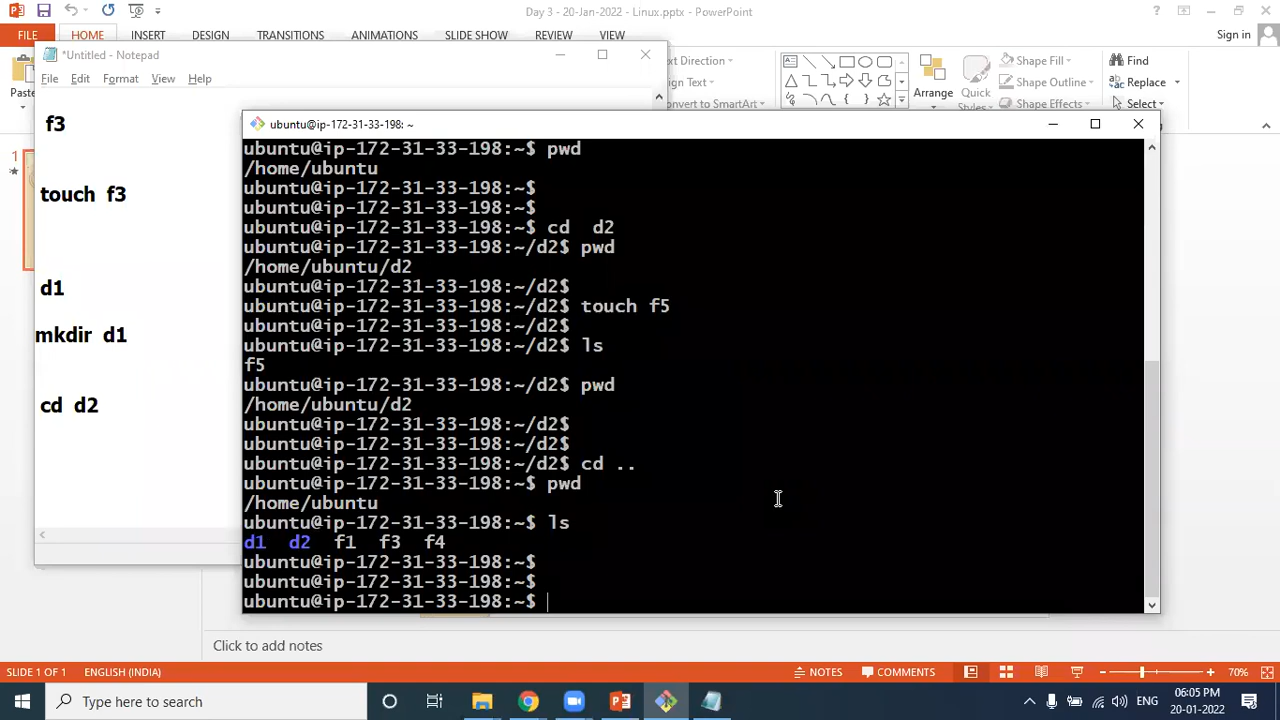 Day 3 - 20-Jan-2022 - Linux.pptx - PowerPoint
FILE HOME INSERT DESIGN TRANSITIONS ANIMATIONS SLIDE SHOW REVIEW VIEW Sign in
*Untitled - Notepad
File Edit Format View Help
Paste
Arrange
Quick
Shape Fill
Shape Outline
Shape Effects
Find
Replace
Select
f3
touch f3
d1
mkdir d1
cd d2
1
ubuntu@ip-172-31-33-198: ~
ubuntu@ip-172-31-33-198:~$ pwd
/home/ubuntu
ubuntu@ip-172-31-33-198:~$
ubuntu@ip-172-31-33-198:~$
ubuntu@ip-172-31-33-198:~$ cd  d2
ubuntu@ip-172-31-33-198:~/d2$ pwd
/home/ubuntu/d2
ubuntu@ip-172-31-33-198:~/d2$
ubuntu@ip-172-31-33-198:~/d2$ touch f5
ubuntu@ip-172-31-33-198:~/d2$
ubuntu@ip-172-31-33-198:~/d2$ ls
f5
ubuntu@ip-172-31-33-198:~/d2$ pwd
/home/ubuntu/d2
ubuntu@ip-172-31-33-198:~/d2$
ubuntu@ip-172-31-33-198:~/d2$
ubuntu@ip-172-31-33-198:~/d2$ cd ..
ubuntu@ip-172-31-33-198:~$ pwd
/home/ubuntu
ubuntu@ip-172-31-33-198:~$ ls
d1  d2  f1  f3  f4
ubuntu@ip-172-31-33-198:~$
ubuntu@ip-172-31-33-198:~$
ubuntu@ip-172-31-33-198:~$
Click to add notes
SLIDE 1 OF 1 ENGLISH (INDIA) NOTES COMMENTS 70%
Type here to search
ENG
06:05 PM
20-01-2022